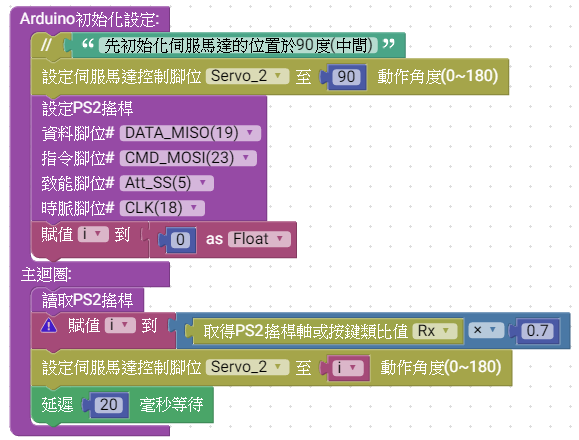 Arduino初始化設定:
// “ 先初始化伺服馬達的位置於90度(中間) ”
設定伺服馬達控制腳位 Servo_2 至 90 動作角度(0~180)
設定PS2搖桿
資料腳位# DATA_MISO(19)
指令腳位# CMD_MOSI(23)
致能腳位# Att_SS(5)
時脈腳位# CLK(18)
賦值 i 到 0 as Float
主迴圈:
讀取PS2搖桿
賦值 i 到 取得PS2搖桿軸或按鍵類比值 Rx × 0.7
設定伺服馬達控制腳位 Servo_2 至 i 動作角度(0~180)
延遲 20 毫秒等待